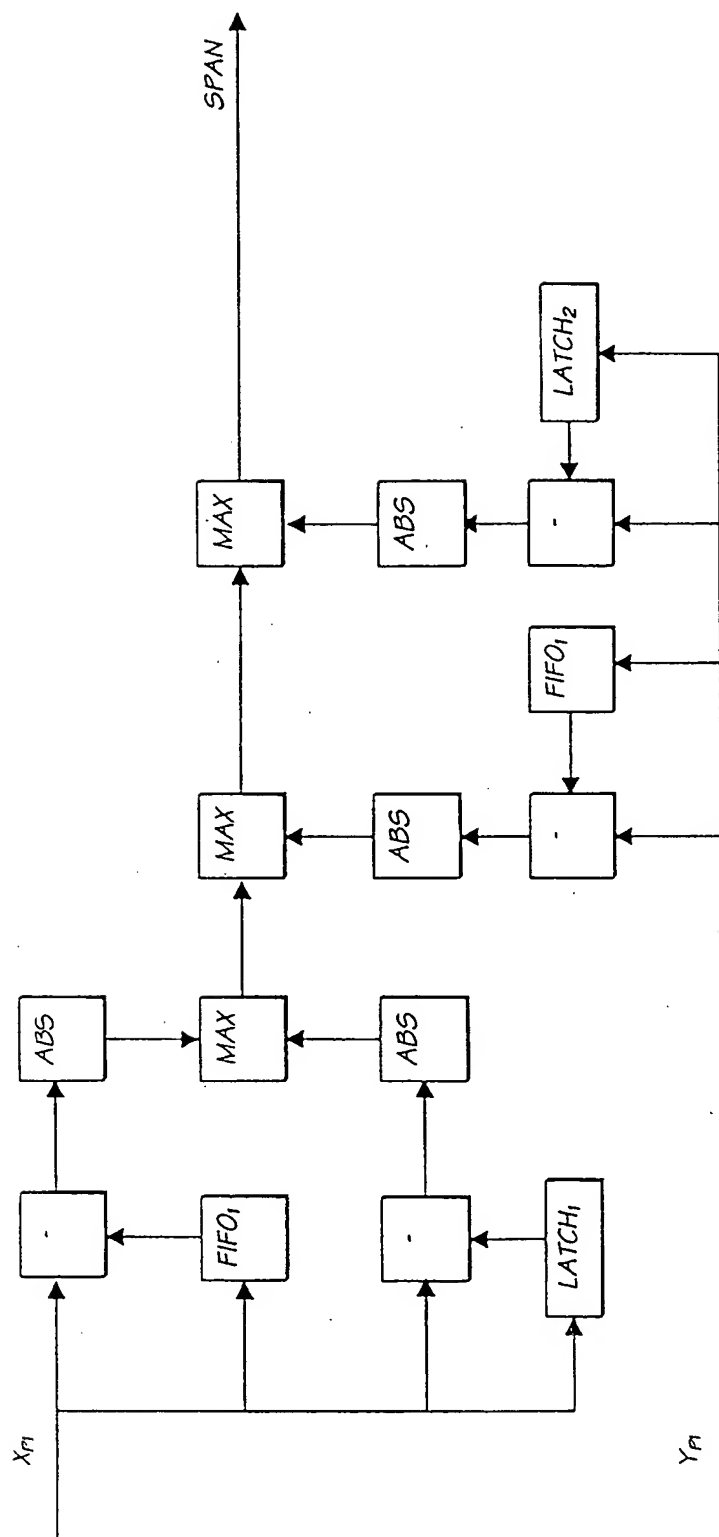 X_P1
Y_P1
-
FIFO₁
-
LATCH₁
ABS
MAX
ABS
MAX
ABS
-
FIFO₁
MAX
ABS
-
LATCH₂
SPAN